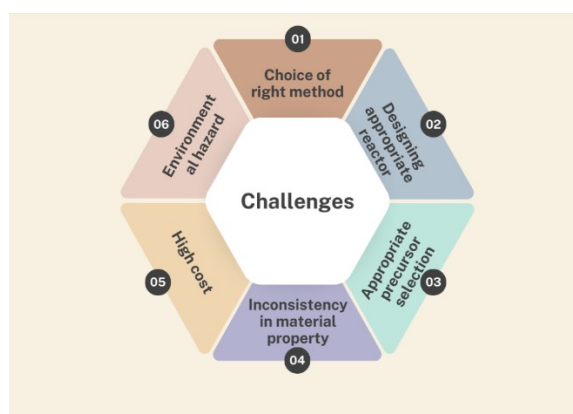 01
Choice of
right method
02
Designing
appropriate
reactor
03
Appropriate
precursor
selection
04
Inconsistency
in material
property
05
High cost
06
Environment
al hazard
Challenges